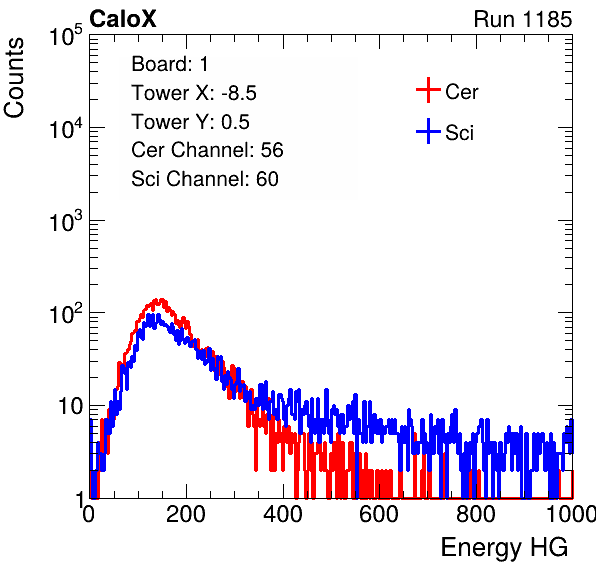 CaloX Run 1185
Counts
Board: 1
Tower X: -8.5
Tower Y: 0.5
Cer Channel: 56
Sci Channel: 60
Cer
Sci
10^5
10^4
10^3
10^2
10
1
0 200 400 600 800 1000
Energy HG